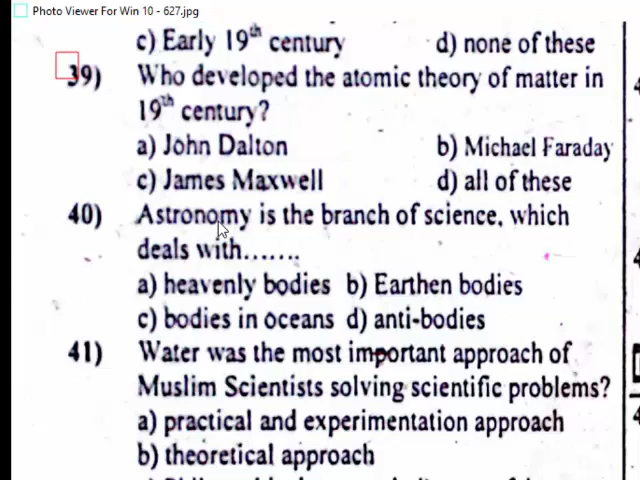 Photo Viewer For Win 10 - 627.jpg
c) Early 19th century d) none of these
39) Who developed the atomic theory of matter in
19th century?
a) John Dalton b) Michael Faraday
c) James Maxwell d) all of these
40) Astronomy is the branch of science, which
deals with.......
a) heavenly bodies b) Earthen bodies
c) bodies in oceans d) anti-bodies
41) Water was the most important approach of
Muslim Scientists solving scientific problems?
a) practical and experimentation approach
b) theoretical approach